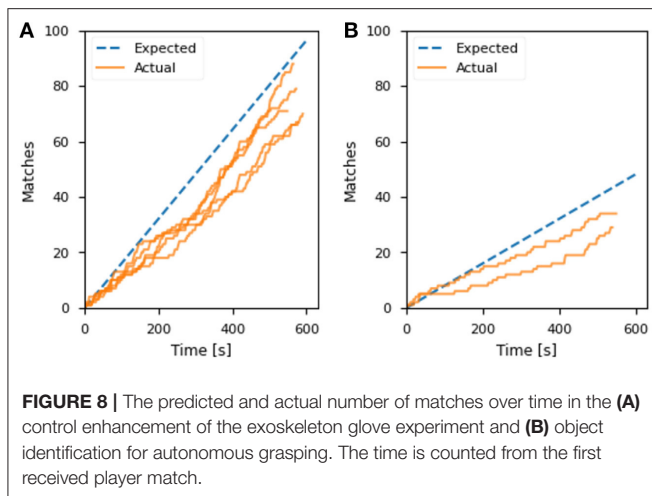 A
B
100
80
60
40
20
0
Matches
Expected
Actual
0 200 400 600
Time [s]
100
80
60
40
20
0
Matches
Expected
Actual
0 200 400 600
Time [s]
FIGURE 8 | The predicted and actual number of matches over time in the (A)
control enhancement of the exoskeleton glove experiment and (B) object
identification for autonomous grasping. The time is counted from the first
received player match.